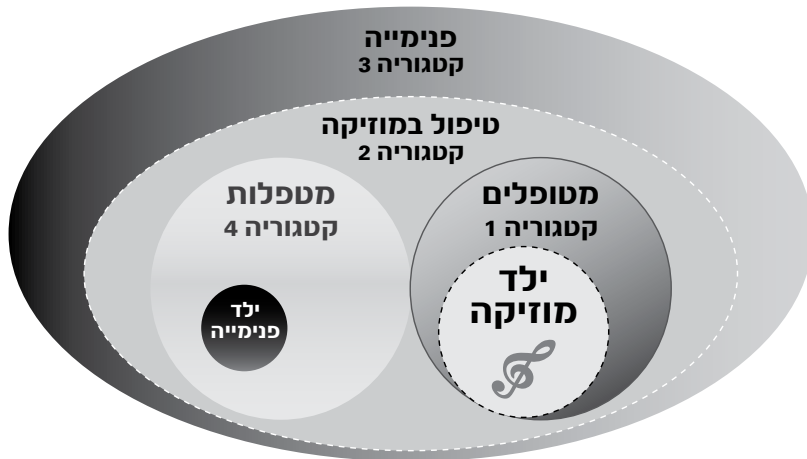 פנימייה
קטגוריה 3
טיפול במוזיקה
קטגוריה 2
מטופלים
קטגוריה 1
ילד
מוזיקה
מטפלות
קטגוריה 4
ילד
פנימייה